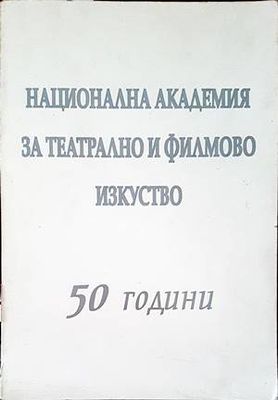 НАЦИОНАЛНА АКАДЕМИЯ
ЗА ТЕАТРАЛНО И ФИЛМОВО
ИЗКУСТВО
50 години